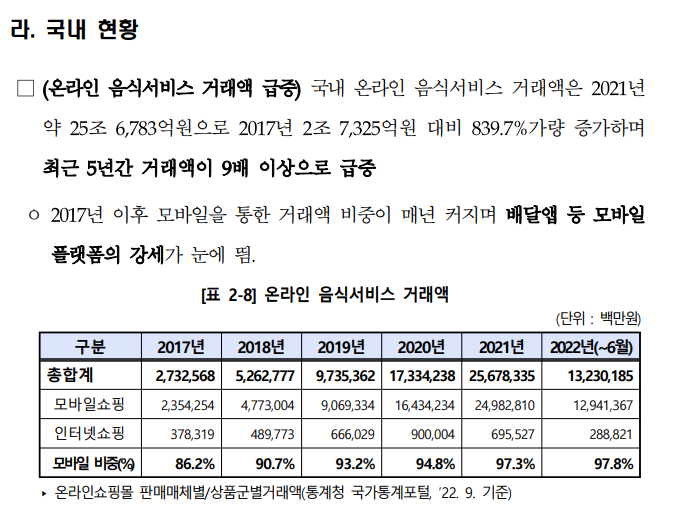 라. 국내 현황
□ (온라인 음식서비스 거래액 급증) 국내 온라인 음식서비스 거래액은 2021년
약 25조 6,783억원으로 2017년 2조 7,325억원 대비 839.7%가량 증가하며
최근 5년간 거래액이 9배 이상으로 급증
ㅇ 2017년 이후 모바일을 통한 거래액 비중이 매년 커지며 배달앱 등 모바일
플랫폼의 강세가 눈에 띔.
[표 2-8] 온라인 음식서비스 거래액
(단위 : 백만원)
구분 2017년 2018년 2019년 2020년 2021년 2022년(~6월)
총합계 2,732,568 5,262,777 9,735,362 17,334,238 25,678,335 13,230,185
모바일쇼핑 2,354,254 4,773,004 9,069,334 16,434,234 24,982,810 12,941,367
인터넷쇼핑 378,319 489,773 666,029 900,004 695,527 288,821
모바일 비중(%) 86.2% 90.7% 93.2% 94.8% 97.3% 97.8%
▸ 온라인쇼핑몰 판매매체별/상품군별거래액(통계청 국가통계포털, ’22. 9. 기준)